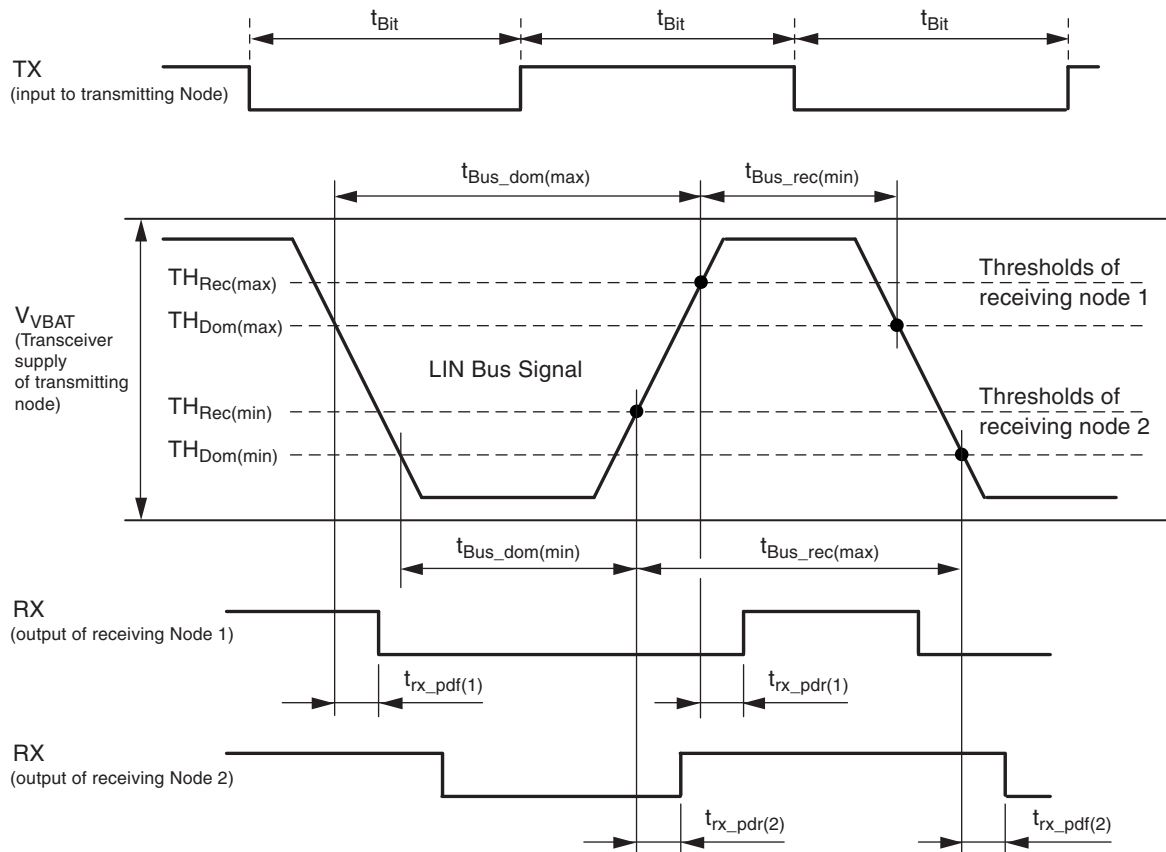 tBit tBit tBit
TX
(input to transmitting Node)
tBus_dom(max) tBus_rec(min)
THRec(max)
THDom(max)
Thresholds of
receiving node 1
VVBAT
(Transceiver
supply
of transmitting
node)
LIN Bus Signal
THRec(min)
THDom(min)
Thresholds of
receiving node 2
tBus_dom(min) tBus_rec(max)
RX
(output of receiving Node 1)
trx_pdf(1) trx_pdr(1)
RX
(output of receiving Node 2)
trx_pdr(2) trx_pdf(2)